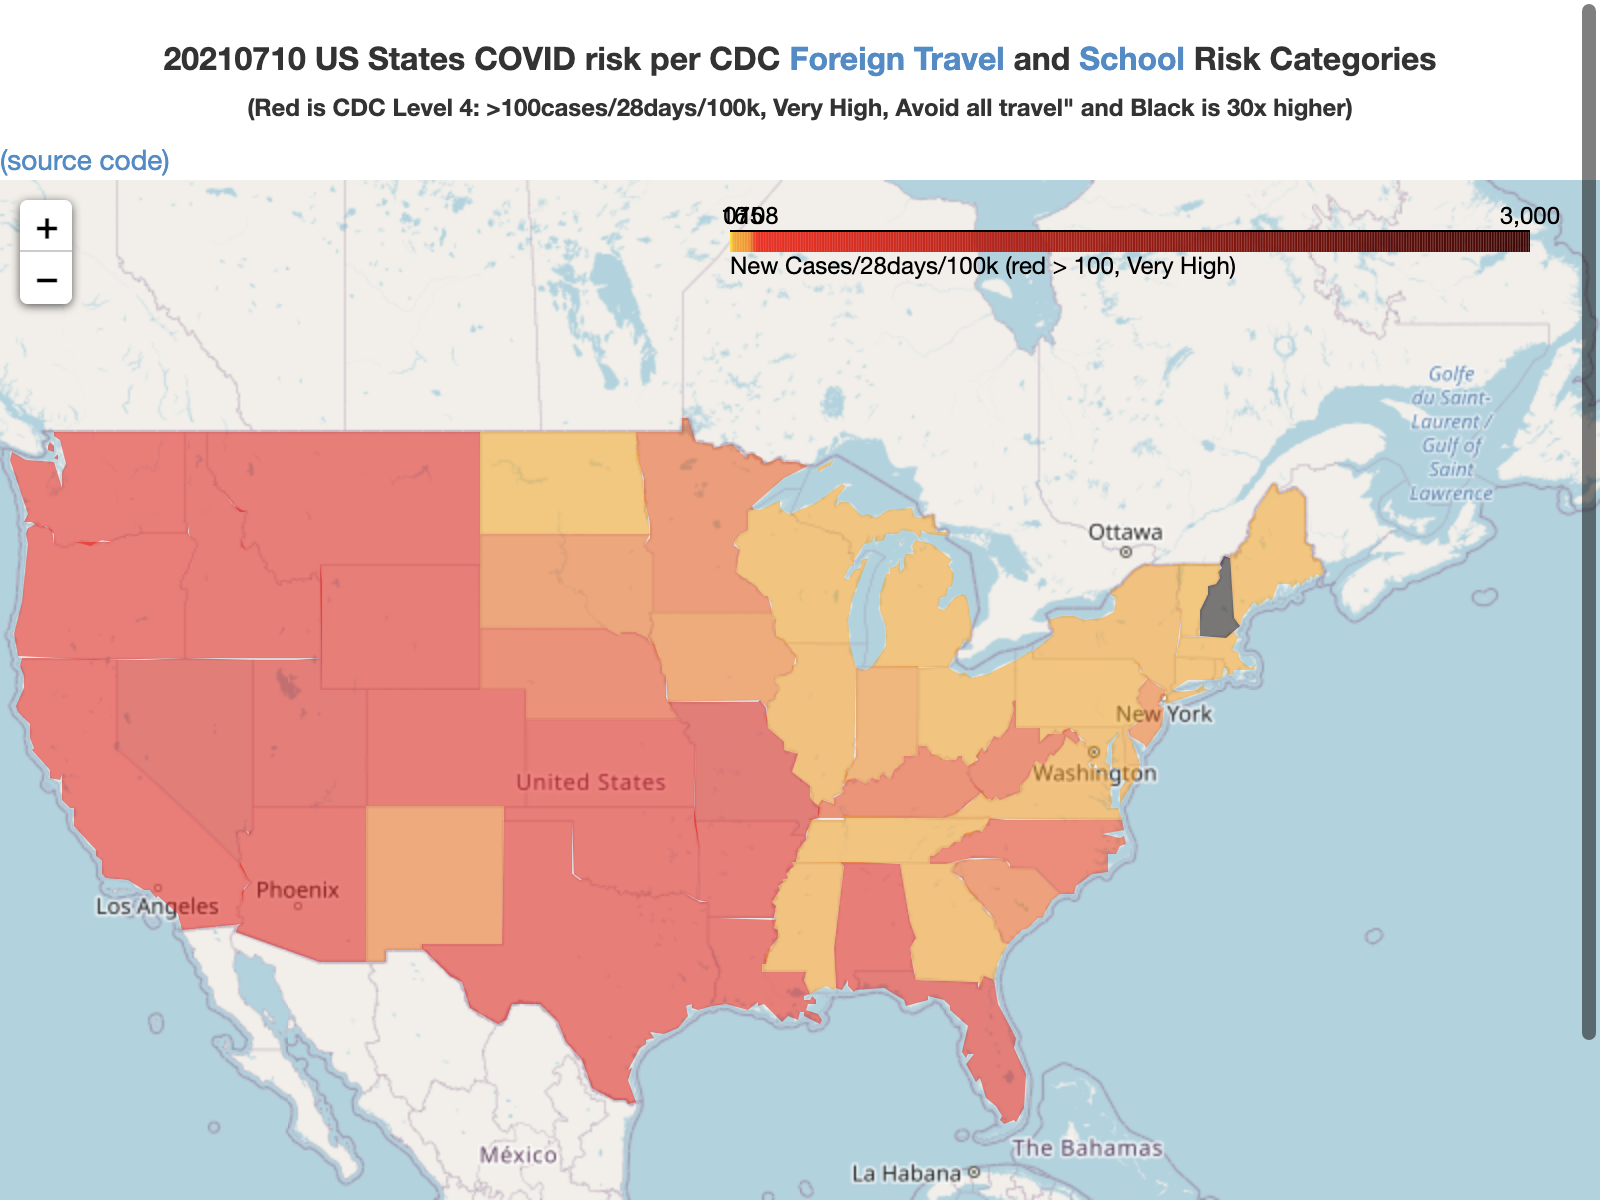 20210710 US States COVID risk per CDC Foreign Travel and School Risk Categories
(Red is CDC Level 4: >100cases/28days/100k, Very High, Avoid all travel" and Black is 30x higher)
(source code)
+
−
3,000
New Cases/28days/100k (red > 100, Very High)
Golfe
du Saint-
Laurent /
Gulf of
Saint
Lawrence
Ottawa
New York
Washington
United States
Phoenix
Los Angeles
México
The Bahamas
La Habana